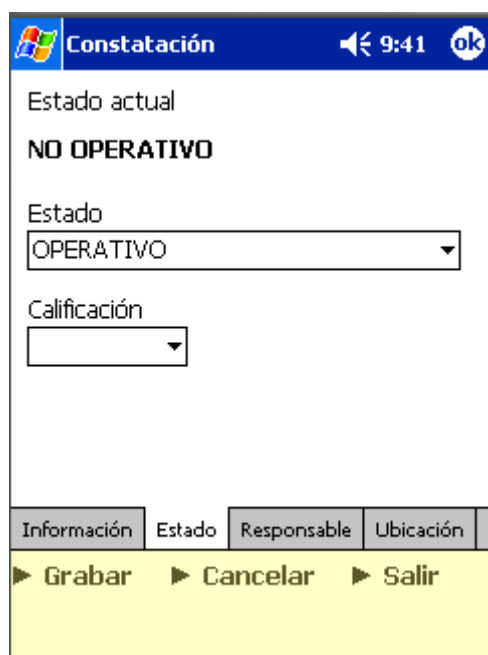 Constatación 9:41 ok
Estado actual
NO OPERATIVO
Estado
OPERATIVO
Calificación
Información Estado Responsable Ubicación
Grabar Cancelar Salir